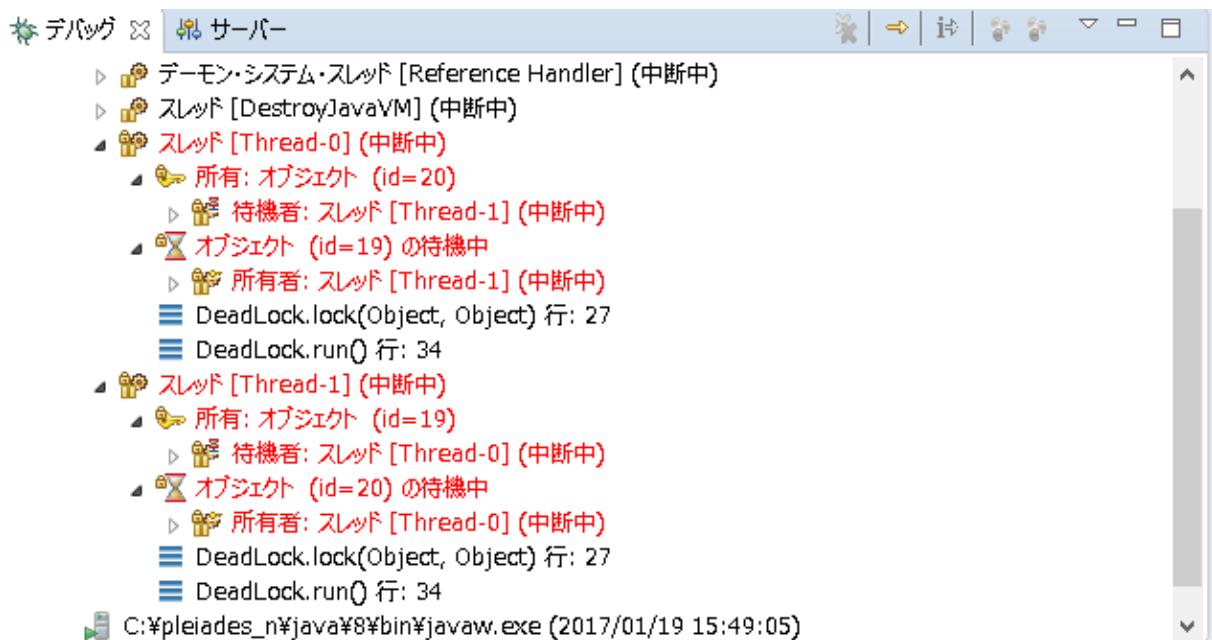 デバッグ サーバー
デーモン・システム・スレッド [Reference Handler] (中断中)
スレッド [DestroyJavaVM] (中断中)
スレッド [Thread-0] (中断中)
所有: オブジェクト (id=20)
待機者: スレッド [Thread-1] (中断中)
オブジェクト (id=19) の待機中
所有者: スレッド [Thread-1] (中断中)
DeadLock.lock(Object, Object) 行: 27
DeadLock.run() 行: 34
スレッド [Thread-1] (中断中)
所有: オブジェクト (id=19)
待機者: スレッド [Thread-0] (中断中)
オブジェクト (id=20) の待機中
所有者: スレッド [Thread-0] (中断中)
DeadLock.lock(Object, Object) 行: 27
DeadLock.run() 行: 34
C:¥pleiades_n¥java¥8¥bin¥javaw.exe (2017/01/19 15:49:05)